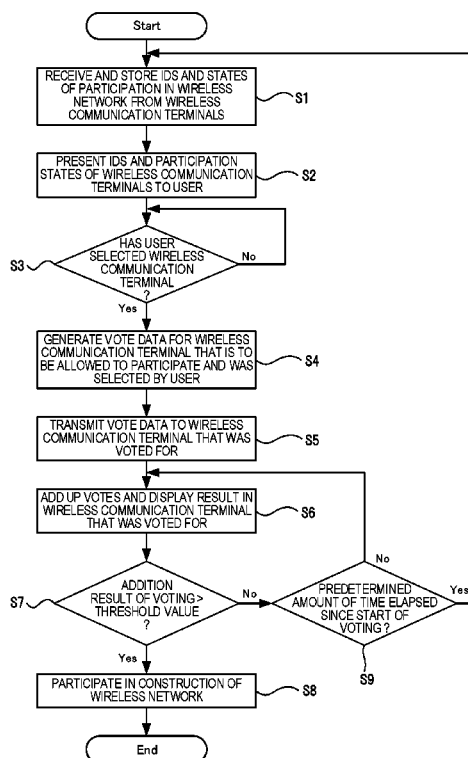 Start
RECEIVE AND STORE IDS AND STATES
OF PARTICIPATION IN WIRELESS
NETWORK FROM WIRELESS
COMMUNICATION TERMINALS
S1
PRESENT IDS AND PARTICIPATION
STATES OF WIRELESS COMMUNICATION
TERMINALS TO USER
S2
HAS USER
SELECTED WIRELESS
COMMUNICATION
TERMINAL
?
S3
No
Yes
GENERATE VOTE DATA FOR WIRELESS
COMMUNICATION TERMINAL THAT IS TO
BE ALLOWED TO PARTICIPATE AND WAS
SELECTED BY USER
S4
TRANSMIT VOTE DATA TO WIRELESS
COMMUNICATION TERMINAL THAT WAS
VOTED FOR
S5
ADD UP VOTES AND DISPLAY RESULT IN
WIRELESS COMMUNICATION TERMINAL
THAT WAS VOTED FOR
S6
ADDITION
RESULT OF VOTING>
THRESHOLD VALUE
?
S7
No
Yes
PREDETERMINED
AMOUNT OF TIME ELAPSED
SINCE START OF
VOTING ?
No
Yes
S9
PARTICIPATE IN CONSTRUCTION OF
WIRELESS NETWORK
S8
End